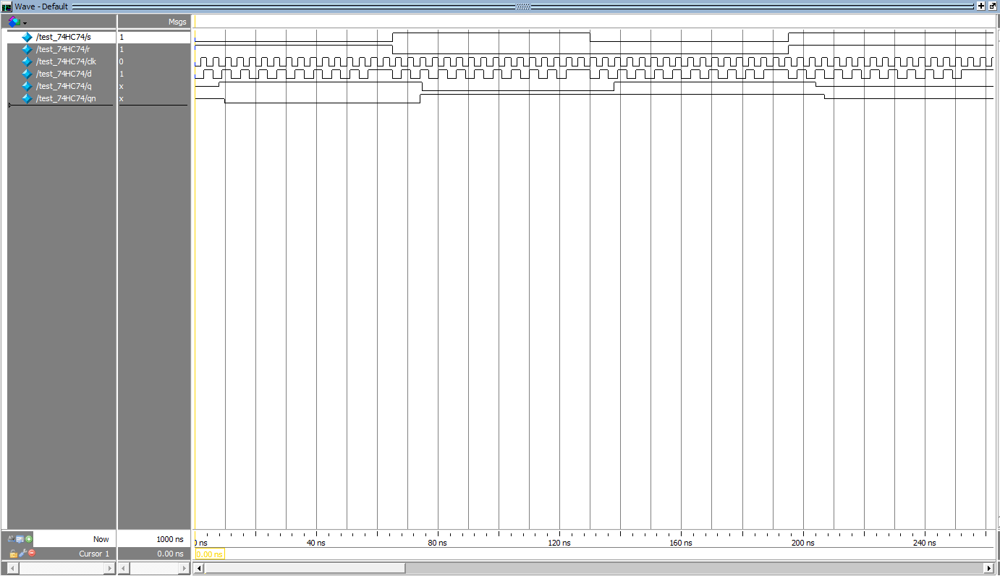 Wave - Default
Msgs
/test_74HC74/s 1
/test_74HC74/r 1
/test_74HC74/clk 0
/test_74HC74/d 1
/test_74HC74/q x
/test_74HC74/qn x
Now 1000 ns
0 ns 40 ns 80 ns 120 ns 160 ns 200 ns 240 ns
Cursor 1 0.00 ns 0.00 ns